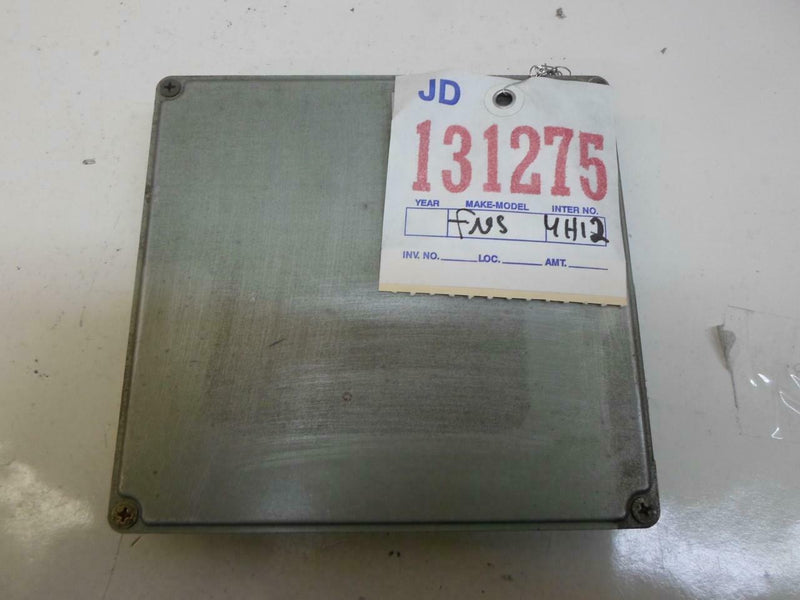 JD
131275
YEAR MAKE-MODEL INTER NO.
fNS 4H12
INV. NO. LOC. AMT.